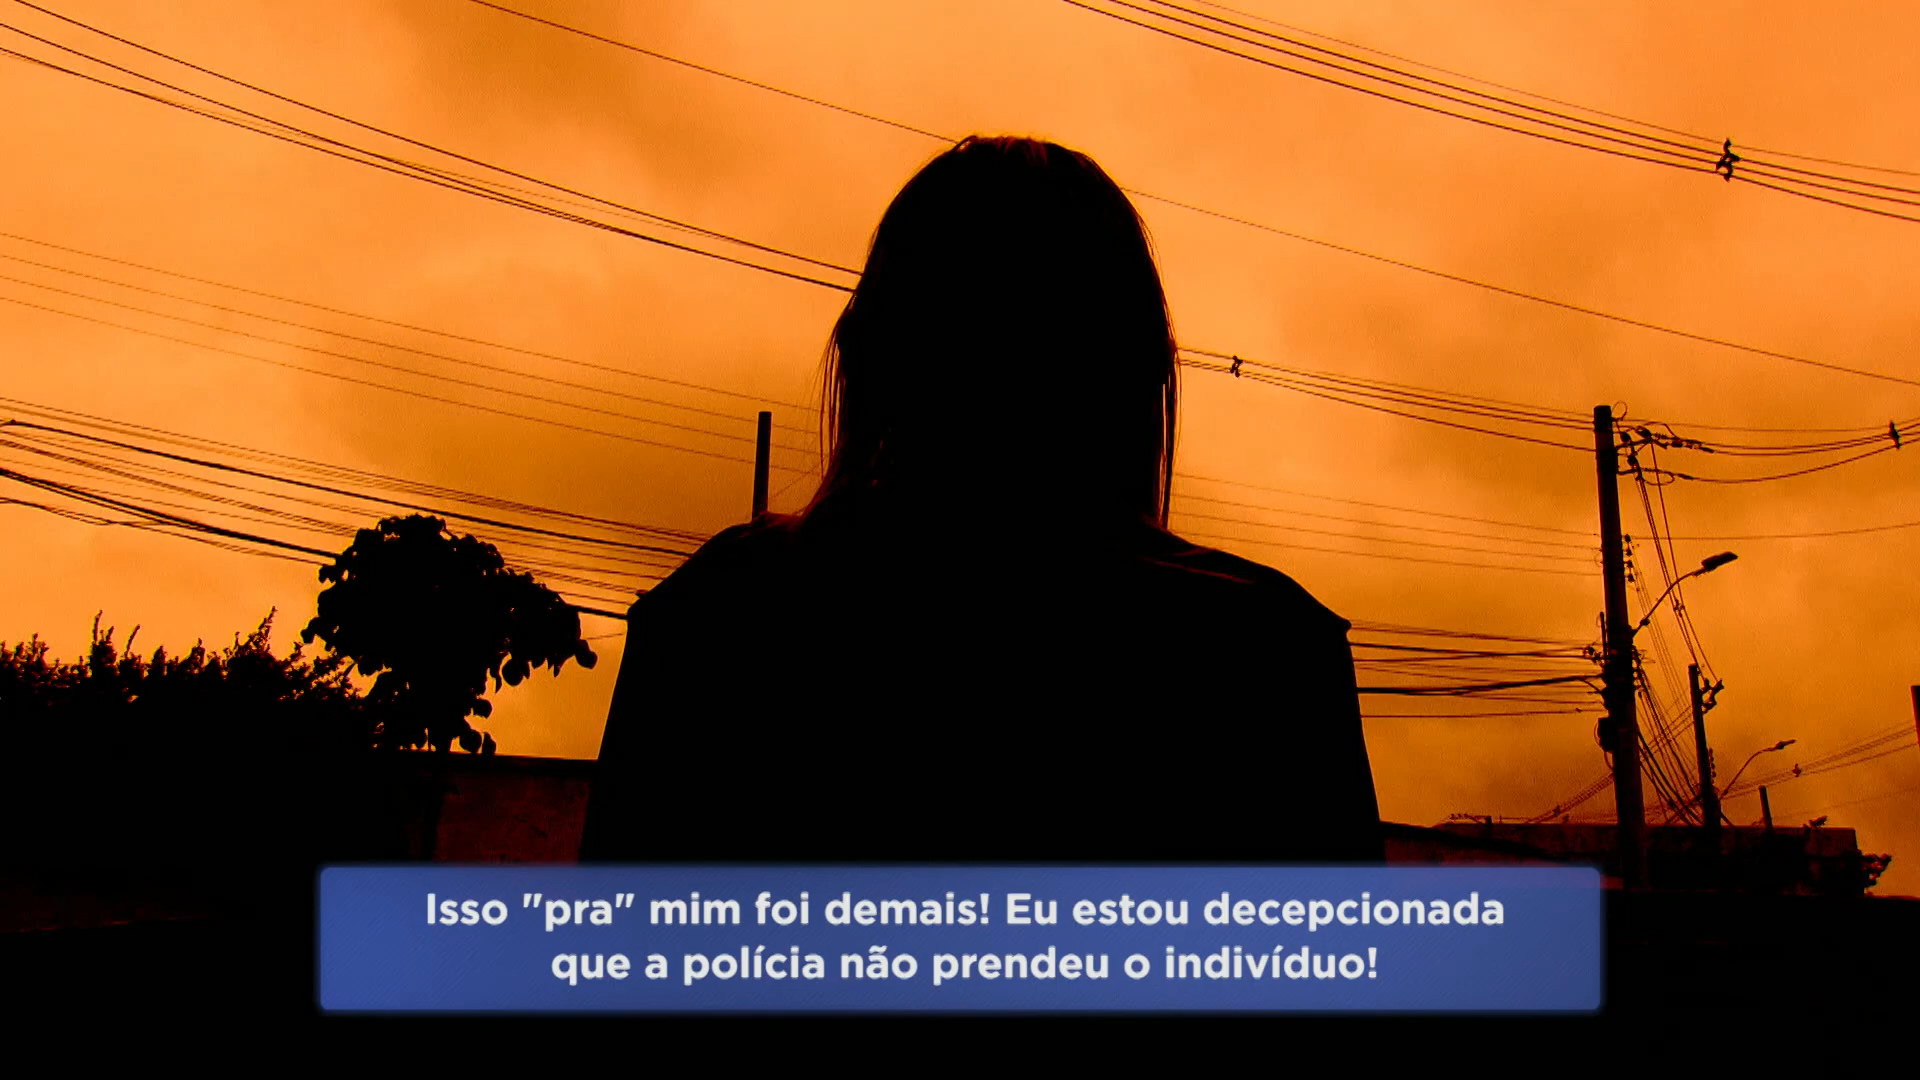 Isso "pra" mim foi demais! Eu estou decepcionada
que a polícia não prendeu o indivíduo!